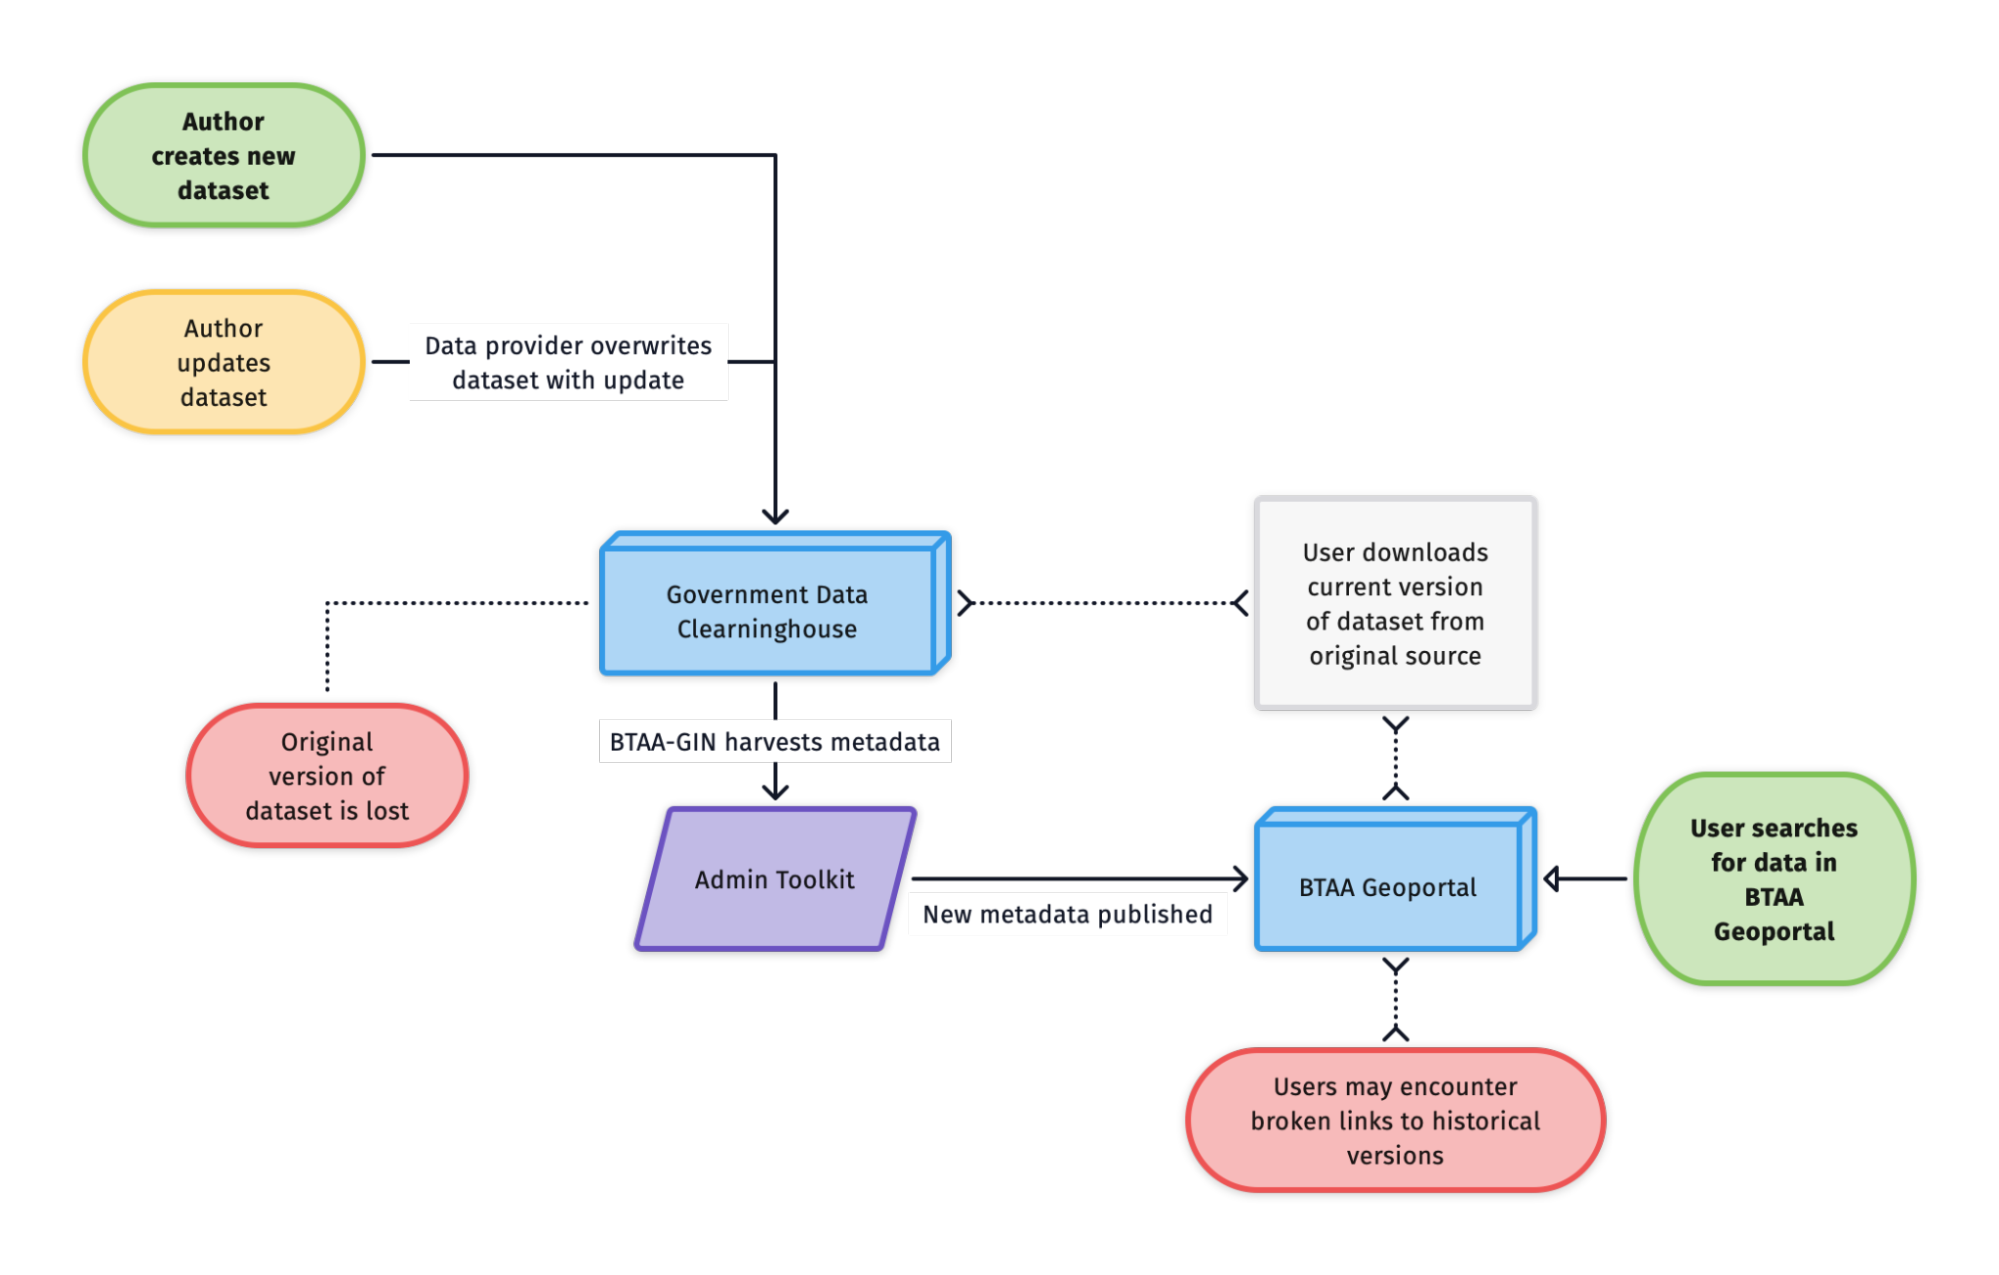 Author
creates new
dataset
Author
updates
dataset
Data provider overwrites
dataset with update
Government Data
Clearninghouse
User downloads
current version
of dataset from
original source
Original
version of
dataset is lost
BTAA-GIN harvests metadata
Admin Toolkit
New metadata published
BTAA Geoportal
User searches
for data in
BTAA
Geoportal
Users may encounter
broken links to historical
versions